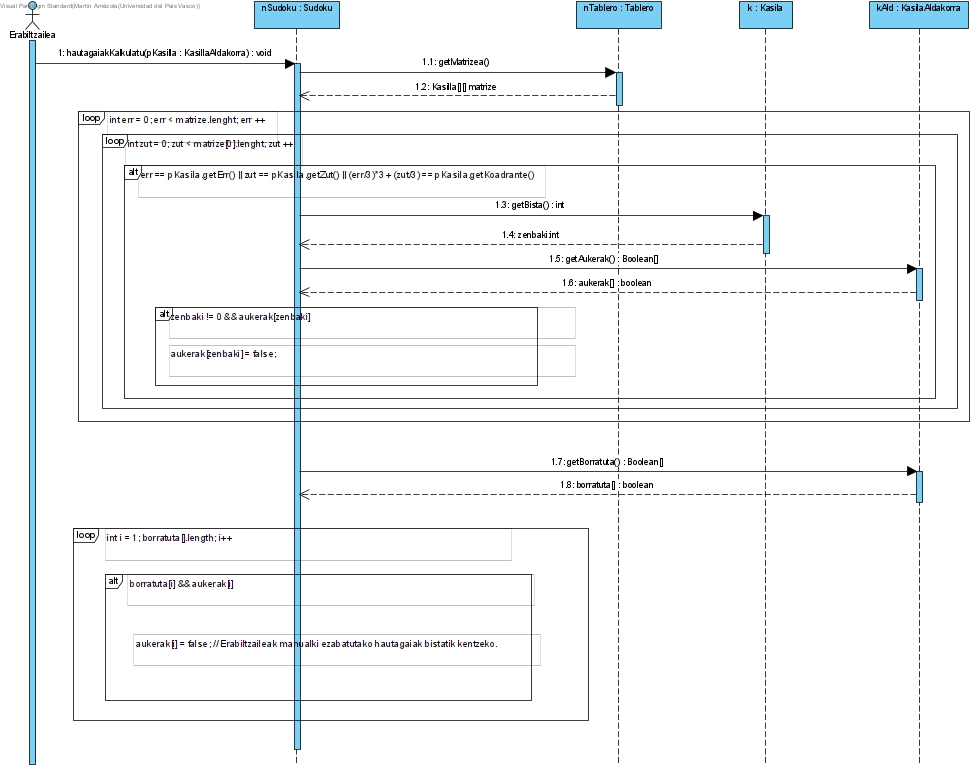 Visual Paradigm Standard(Martin Amézola(Universidad del País Vasco))
nSudoku : Sudoku
nTablero : Tablero
k : Kasila
kAld : KasilaAldakorra
Erabiltzailea
1: hautagaiakKalkulatu(pKasilla : KasillaAldakorra) : void
1.1: getMatrizea()
1.2: Kasilla[][] matrize
loop
int err = 0 ; err < matrize.lenght; err ++
loop
int zut = 0; zut < matrize[0].lenght; zut ++
alt
err == pKasila.getErr() || zut == pKasila.getZut() || (err/3)*3 + (zut/3) == pKasila.getKoadrante()
1.3: getBista() : int
1.4: zenbaki:int
1.5: getAukerak() : Boolean[]
1.6: aukerak[] : boolean
alt
zenbaki != 0 && aukerak[zenbaki]
aukerak[zenbaki] = false;
1.7: getBorratuta() : Boolean[]
1.8: borratuta[] : boolean
loop
int i = 1 ; borratuta[].length; i++
alt
borratuta[i] && aukerak[i]
aukerak[i] = false; // Erabiltzaileak manualki ezabatutako hautagaiak bistatik kentzeko.